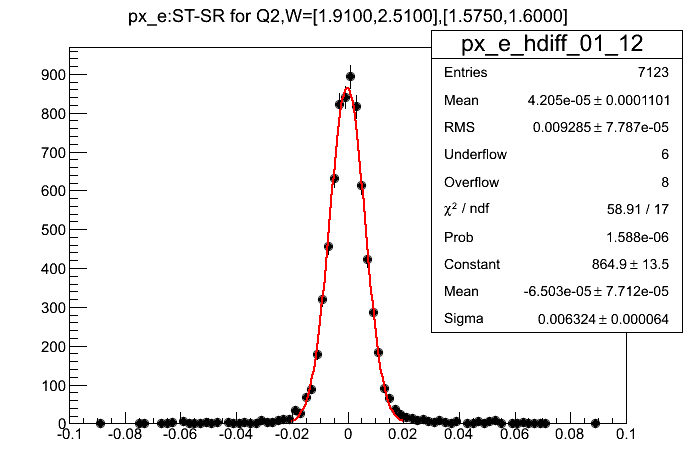 px_e:ST-SR for Q2,W=[1.9100,2.5100],[1.5750,1.6000]
px_e_hdiff_01_12
Entries 7123
Mean 4.205e-05 ± 0.0001101
RMS 0.009285 ± 7.787e-05
Underflow 6
Overflow 8
χ² / ndf 58.91 / 17
Prob 1.588e-06
Constant 864.9 ± 13.5
Mean -6.503e-05 ± 7.712e-05
Sigma 0.006324 ± 0.000064
900
800
700
600
500
400
300
200
100
0
-0.1 -0.08 -0.06 -0.04 -0.02 0 0.02 0.04 0.06 0.08 0.1